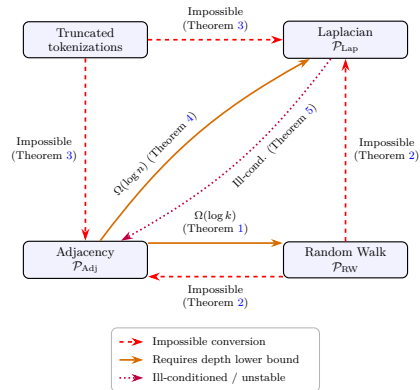 Truncated
tokenizations
Impossible
(Theorem 3)
Laplacian
𝒫Lap
Impossible
(Theorem 3)
Ω(log n) (Theorem 4)
Ill-cond. (Theorem 5)
Impossible
(Theorem 2)
Adjacency
𝒫Adj
Ω(log k)
(Theorem 1)
Random Walk
𝒫RW
Impossible
(Theorem 2)
Impossible conversion
Requires depth lower bound
Ill-conditioned / unstable